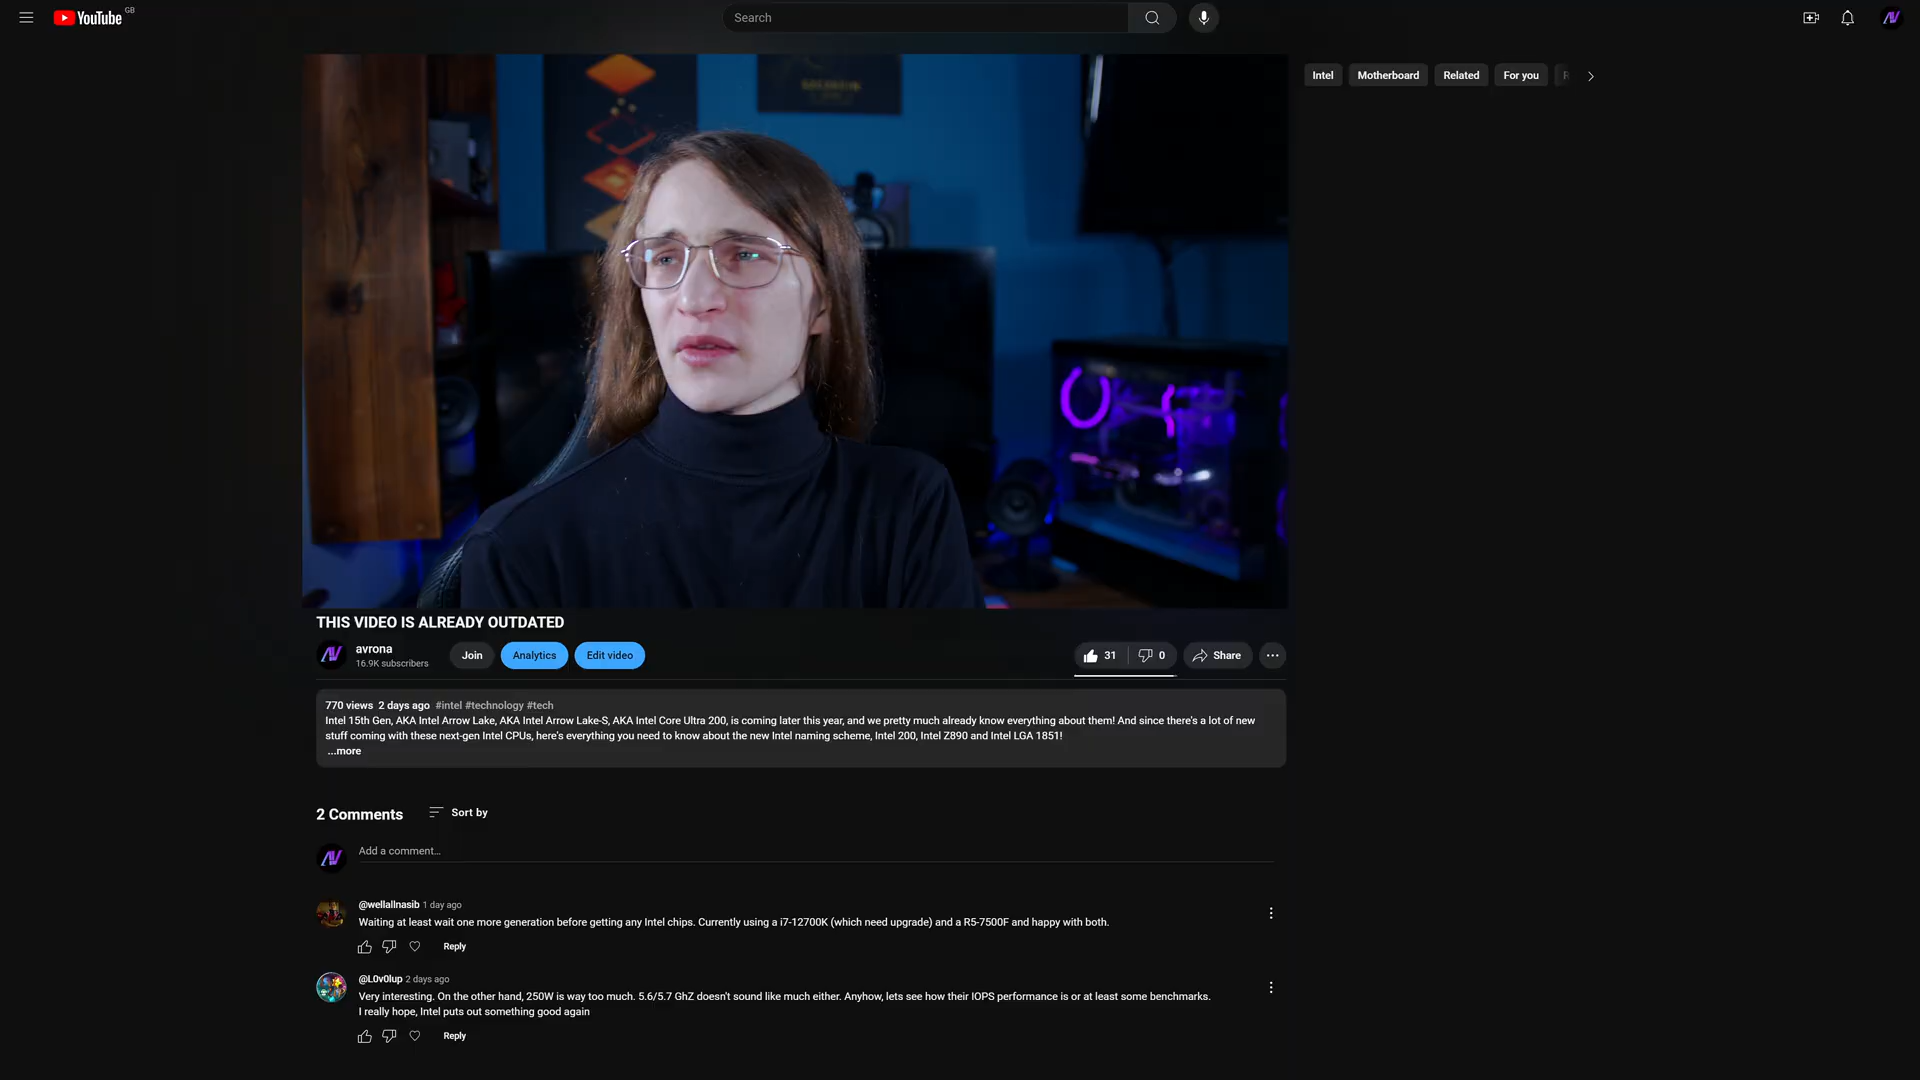 YouTube GB
Search
Intel
Motherboard
Related
For you
THIS VIDEO IS ALREADY OUTDATED
avrona
16.9K subscribers
Join
Analytics
Edit video
31
0
Share
770 views 2 days ago #intel #technology #tech
Intel 15th Gen, AKA Intel Arrow Lake, AKA Intel Arrow Lake-S, AKA Intel Core Ultra 200, is coming later this year, and we pretty much already know everything about them! And since there's a lot of new
stuff coming with these next-gen Intel CPUs, here's everything you need to know about the new Intel naming scheme, Intel 200, Intel Z890 and Intel LGA 1851!
...more
2 Comments
Sort by
Add a comment...
@wellallnasib 1 day ago
Waiting at least wait one more generation before getting any Intel chips. Currently using a i7-12700K (which need upgrade) and a R5-7500F and happy with both.
Reply
@L0v0lup 2 days ago
Very interesting. On the other hand, 250W is way too much. 5.6/5.7 GhZ doesn't sound like much either. Anyhow, lets see how their IOPS performance is or at least some benchmarks.
I really hope, Intel puts out something good again
Reply